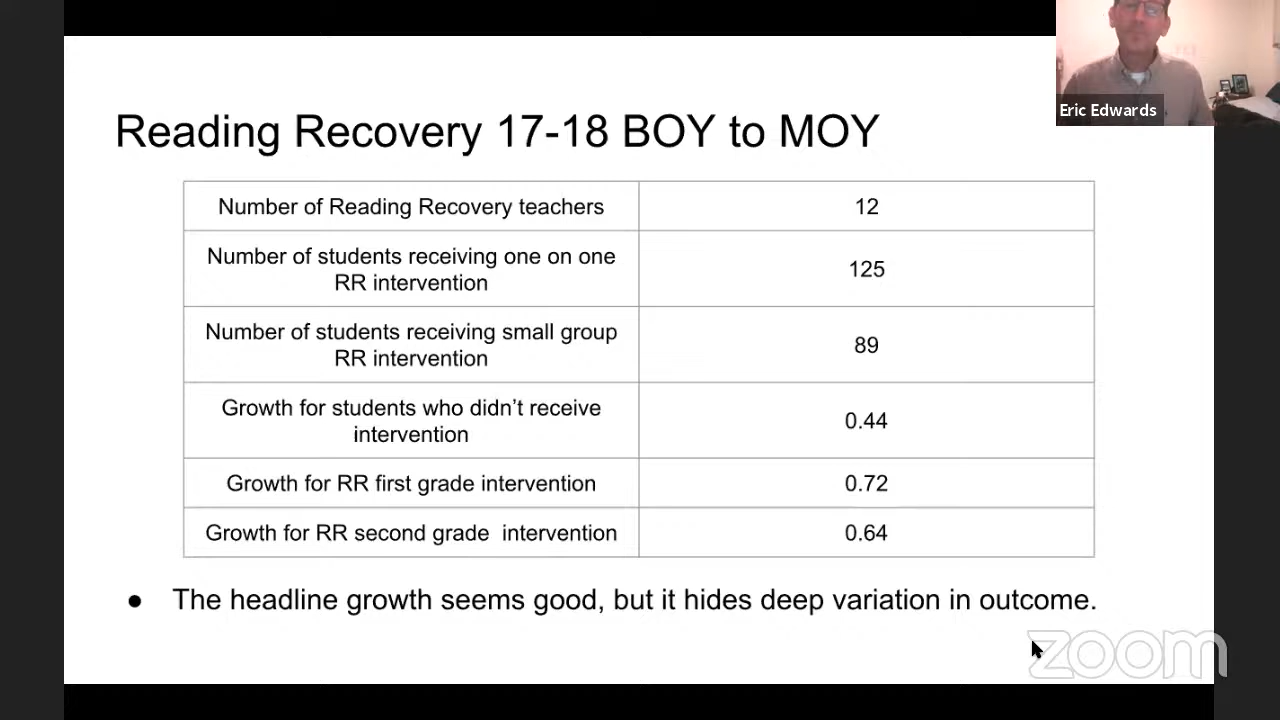 Eric Edwards
Reading Recovery 17-18 BOY to MOY
Number of Reading Recovery teachers
12
Number of students receiving one on one
RR intervention
125
Number of students receiving small group
RR intervention
89
Growth for students who didn’t receive
intervention
0.44
Growth for RR first grade intervention
0.72
Growth for RR second grade  intervention
0.64
● The headline growth seems good, but it hides deep variation in outcome.
zoom